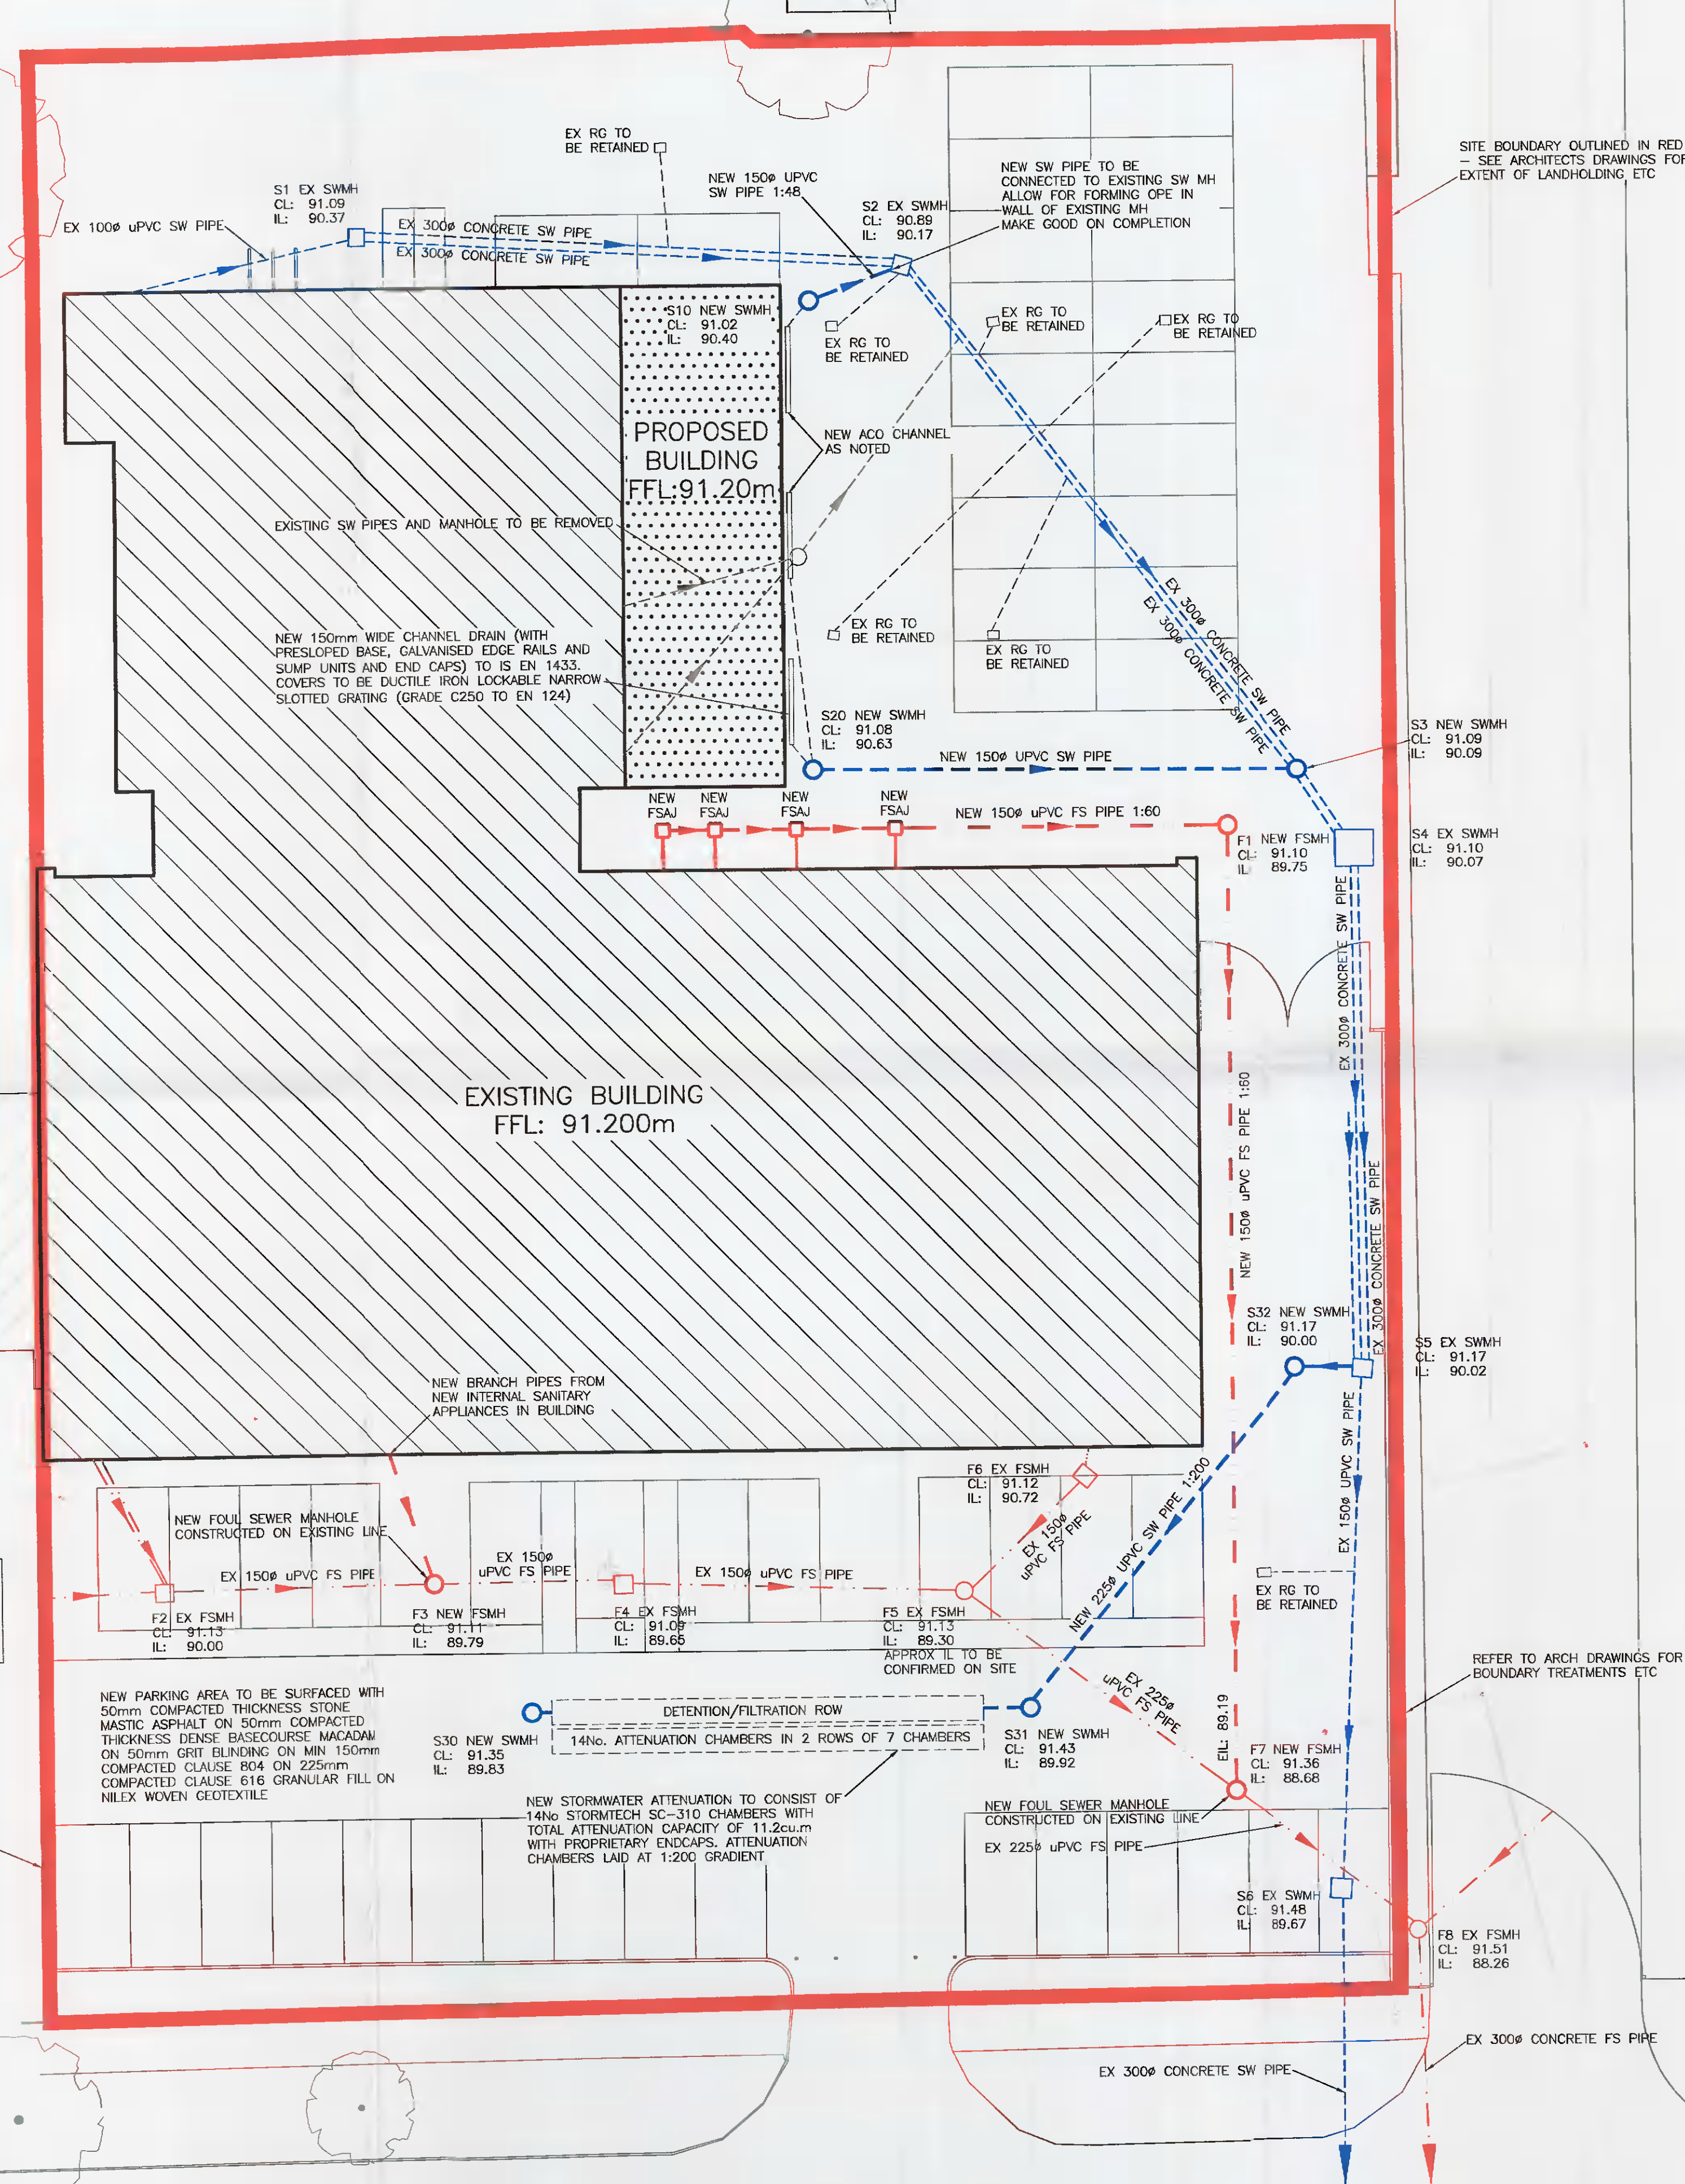 SITE BOUNDARY OUTLINED IN RED
– SEE ARCHITECTS DRAWINGS FOR
EXTENT OF LANDHOLDING ETC
EX RG TO
BE RETAINED
NEW 150ø UPVC
SW PIPE 1:48
NEW SW PIPE TO BE
CONNECTED TO EXISTING SW MH
ALLOW FOR FORMING OPE IN
WALL OF EXISTING MH
MAKE GOOD ON COMPLETION
S1 EX SWMH
CL: 91.09
IL: 90.37
EX 100ø uPVC SW PIPE
EX 300ø CONCRETE SW PIPE
EX 300ø CONCRETE SW PIPE
S2 EX SWMH
CL: 90.89
IL: 90.17
S10 NEW SWMH
CL: 91.02
IL: 90.40
EX RG TO
BE RETAINED
EX RG TO
BE RETAINED
EX RG TO
BE RETAINED
PROPOSED
BUILDING
FFL:91.20m
NEW ACO CHANNEL
AS NOTED
EXISTING SW PIPES AND MANHOLE TO BE REMOVED
NEW 150mm WIDE CHANNEL DRAIN (WITH
PRESLOPED BASE, GALVANISED EDGE RAILS AND
SUMP UNITS AND END CAPS) TO IS EN 1433.
COVERS TO BE DUCTILE IRON LOCKABLE NARROW
SLOTTED GRATING (GRADE C250 TO EN 124)
EX RG TO
BE RETAINED
EX RG TO
BE RETAINED
EX 300ø CONCRETE SW PIPE
EX 300ø CONCRETE SW PIPE
S20 NEW SWMH
CL: 91.08
IL: 90.63
NEW 150ø UPVC SW PIPE
S3 NEW SWMH
CL: 91.09
IL: 90.09
NEW
FSAJ
NEW
FSAJ
NEW
FSAJ
NEW
FSAJ
NEW 150ø uPVC FS PIPE 1:60
F1 NEW FSMH
CL: 91.10
IL 89.75
S4 EX SWMH
CL: 91.10
IL: 90.07
EX 300ø CONCRETE SW PIPE
EXISTING BUILDING
FFL: 91.200m
NEW 150ø uPVC FS PIPE 1:60
EX 300ø CONCRETE SW PIPE
S32 NEW SWMH
CL: 91.17
IL: 90.00
S5 EX SWMH
CL: 91.17
IL: 90.02
NEW BRANCH PIPES FROM
NEW INTERNAL SANITARY
APPLIANCES IN BUILDING
EX 150ø UPVC SW PIPE
F6 EX FSMH
CL: 91.12
IL: 90.72
NEW 225ø UPVC SW PIPE 1:200
EX 150ø
uPVC FS PIPE
NEW FOUL SEWER MANHOLE
CONSTRUCTED ON EXISTING LINE
EX 150ø uPVC FS PIPE
EX 150ø
uPVC FS PIPE
EX 150ø uPVC FS PIPE
EX RG TO
BE RETAINED
F2 EX FSMH
CL: 91.13
IL: 90.00
F3 NEW FSMH
CL: 91.11
IL: 89.79
F4 EX FSMH
CL: 91.09
IL: 89.65
F5 EX FSMH
CL: 91.13
IL: 89.30
APPROX IL TO BE
CONFIRMED ON SITE
REFER TO ARCH DRAWINGS FOR
BOUNDARY TREATMENTS ETC
EX 225ø
uPVC FS PIPE
EIL: 89.19
NEW PARKING AREA TO BE SURFACED WITH
50mm COMPACTED THICKNESS STONE
MASTIC ASPHALT ON 50mm COMPACTED
THICKNESS DENSE BASECOURSE MACADAM
ON 50mm GRIT BLINDING ON MIN 150mm
COMPACTED CLAUSE 804 ON 225mm
COMPACTED CLAUSE 616 GRANULAR FILL ON
NILEX WOVEN GEOTEXTILE
S30 NEW SWMH
CL: 91.35
IL: 89.83
DETENTION/FILTRATION ROW
14No. ATTENUATION CHAMBERS IN 2 ROWS OF 7 CHAMBERS
S31 NEW SWMH
CL: 91.43
IL: 89.92
F7 NEW FSMH
CL: 91.36
IL: 88.68
NEW STORMWATER ATTENUATION TO CONSIST OF
14No STORMTECH SC-310 CHAMBERS WITH
TOTAL ATTENUATION CAPACITY OF 11.2cu.m
WITH PROPRIETARY ENDCAPS. ATTENUATION
CHAMBERS LAID AT 1:200 GRADIENT
NEW FOUL SEWER MANHOLE
CONSTRUCTED ON EXISTING LINE
EX 225ø uPVC FS PIPE
S6 EX SWMH
CL: 91.48
IL: 89.67
F8 EX FSMH
CL: 91.51
IL: 88.26
EX 300ø CONCRETE FS PIPE
EX 300ø CONCRETE SW PIPE